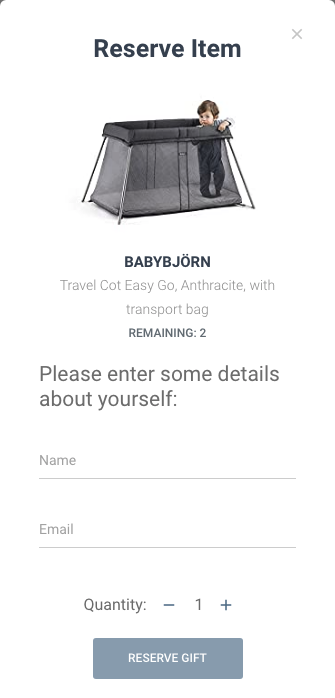 Reserve Item
BABYBJÖRN
Travel Cot Easy Go, Anthracite, with
transport bag
REMAINING: 2
Please enter some details
about yourself:
Name
Email
Quantity: − 1 +
RESERVE GIFT